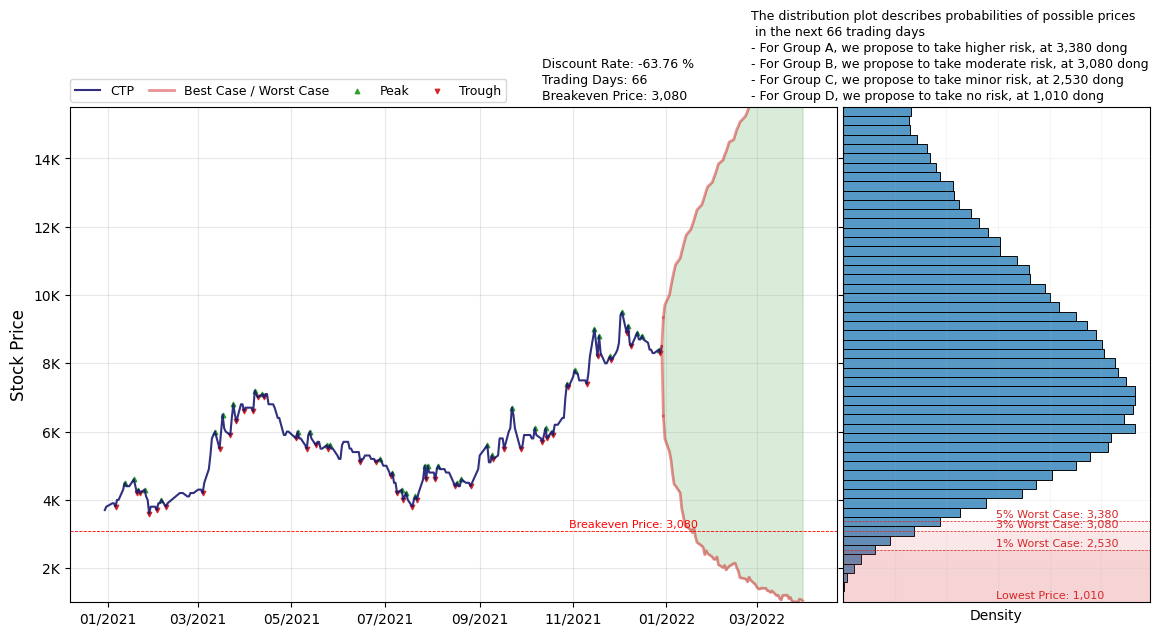 The distribution plot describes probabilities of possible prices
in the next 66 trading days
- For Group A, we propose to take higher risk, at 3,380 dong
- For Group B, we propose to take moderate risk, at 3,080 dong
- For Group C, we propose to take minor risk, at 2,530 dong
- For Group D, we propose to take no risk, at 1,010 dong
Discount Rate: -63.76 %
Trading Days: 66
Breakeven Price: 3,080
CTP
Best Case / Worst Case
Peak
Trough
Stock Price
14K
12K
10K
8K
6K
4K
2K
Breakeven Price: 3,080
5% Worst Case: 3,380
3% Worst Case: 3,080
1% Worst Case: 2,530
Lowest Price: 1,010
01/2021
03/2021
05/2021
07/2021
09/2021
11/2021
01/2022
03/2022
Density